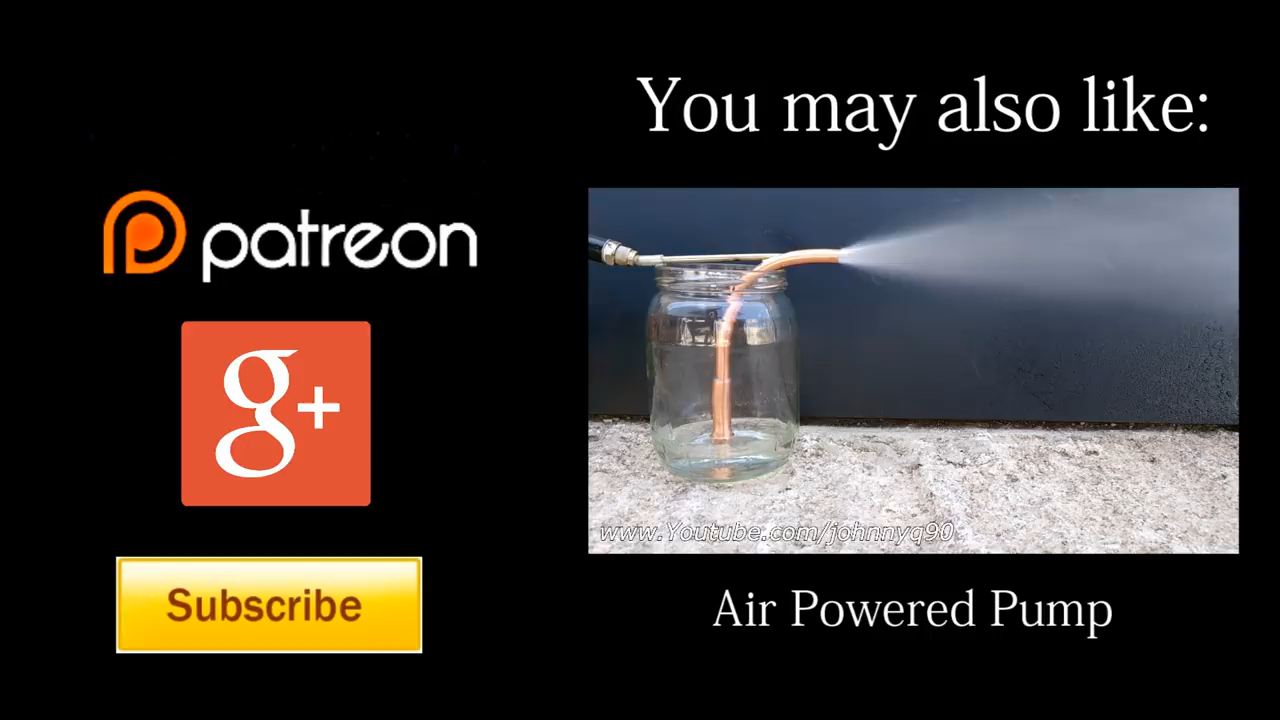 You may also like:
patreon
g+
www.Youtube.com/johnnyq90
Subscribe
Air Powered Pump